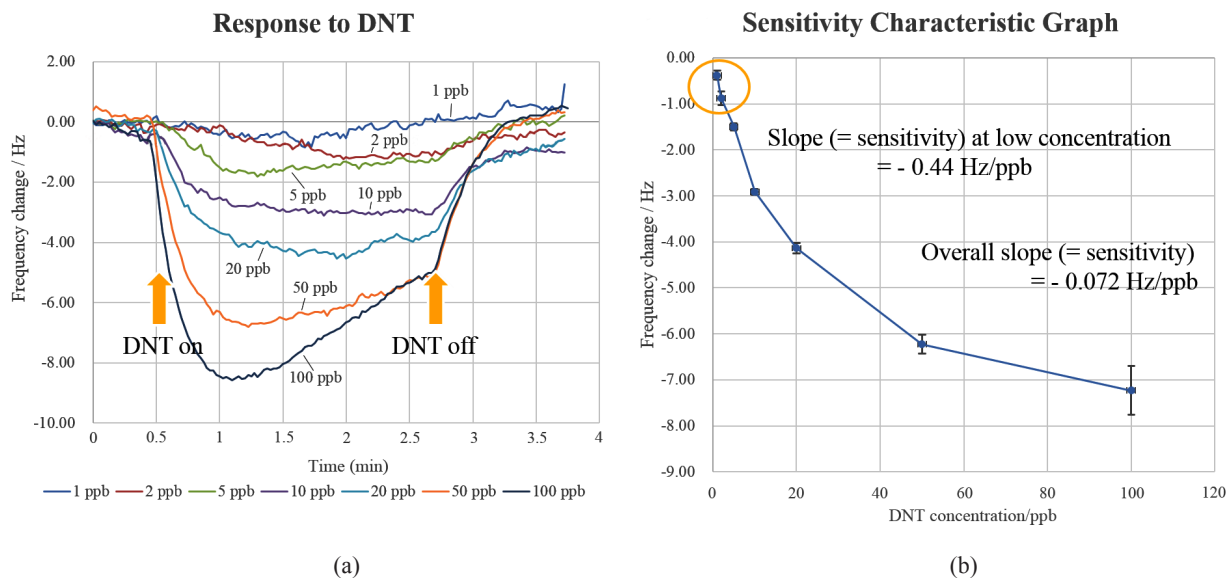 Response to DNT
2.00
0.00
-2.00
-4.00
-6.00
-8.00
-10.00
Frequency change / Hz
1 ppb
2 ppb
5 ppb
10 ppb
20 ppb
50 ppb
100 ppb
DNT on
DNT off
0 0.5 1 1.5 2 2.5 3 3.5 4
Time (min)
1 ppb 2 ppb 5 ppb 10 ppb 20 ppb 50 ppb 100 ppb
(a)
Sensitivity Characteristic Graph
0.00
-1.00
-2.00
-3.00
-4.00
-5.00
-6.00
-7.00
-8.00
-9.00
Frequency change / Hz
Slope (= sensitivity) at low concentration
= - 0.44 Hz/ppb
Overall slope (= sensitivity)
= - 0.072 Hz/ppb
0 20 40 60 80 100 120
DNT concentration/ppb
(b)